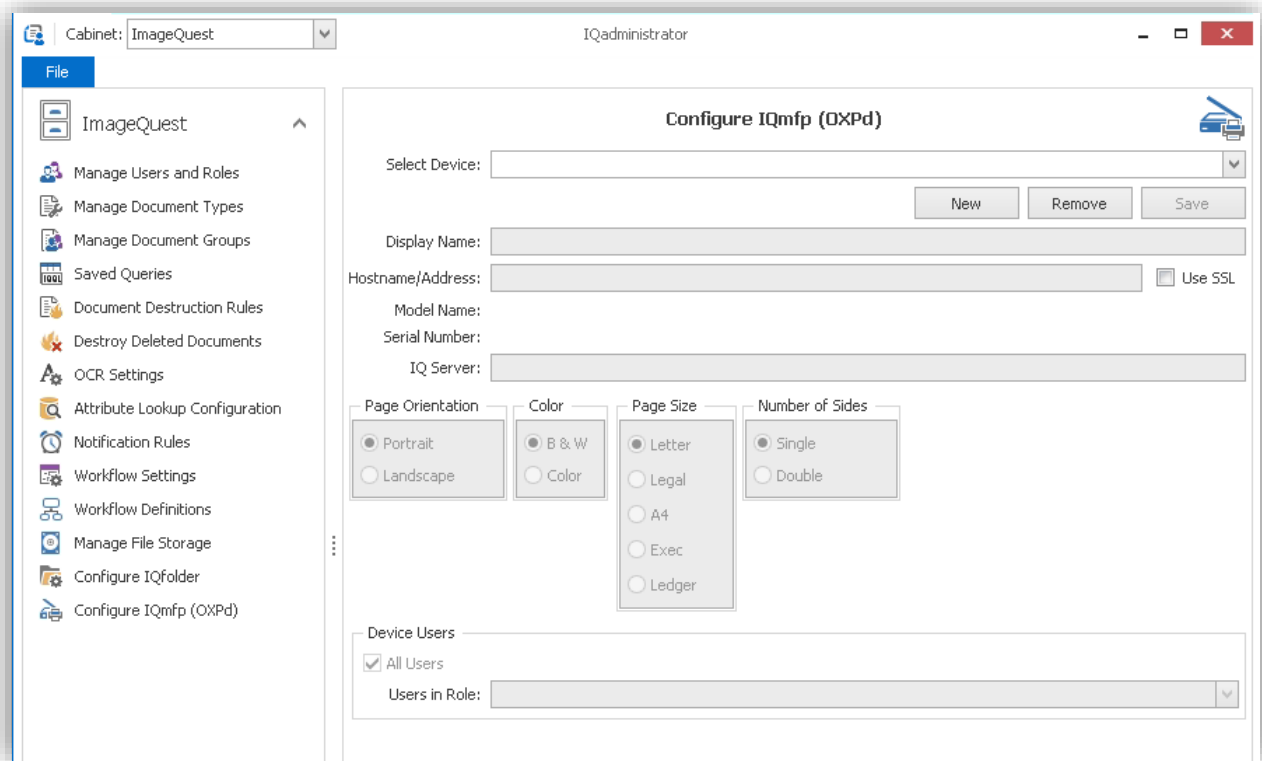 Cabinet: ImageQuest
IQadministrator
File
ImageQuest
Manage Users and Roles
Manage Document Types
Manage Document Groups
Saved Queries
Document Destruction Rules
Destroy Deleted Documents
OCR Settings
Attribute Lookup Configuration
Notification Rules
Workflow Settings
Workflow Definitions
Manage File Storage
Configure IQfolder
Configure IQmfp (OXPd)
Configure IQmfp (OXPd)
Select Device:
New Remove Save
Display Name:
Hostname/Address: Use SSL
Model Name:
Serial Number:
IQ Server:
Page Orientation
Portrait
Landscape
Color
B & W
Color
Page Size
Letter
Legal
A4
Exec
Ledger
Number of Sides
Single
Double
Device Users
All Users
Users in Role: